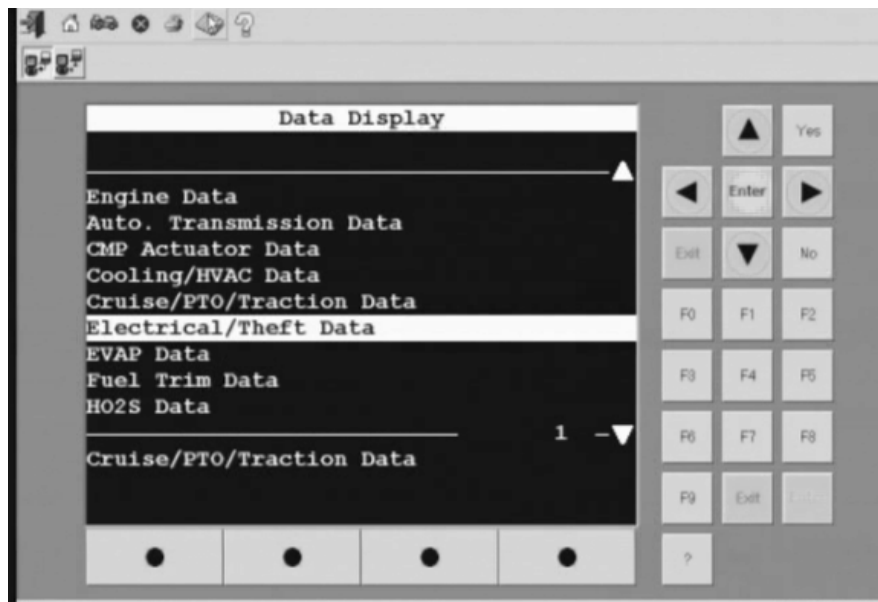 Data Display
Engine Data
Auto. Transmission Data
CMP Actuator Data
Cooling/HVAC Data
Cruise/PTO/Traction Data
Electrical/Theft Data
EVAP Data
Fuel Trim Data
HO2S Data
1
Cruise/PTO/Traction Data
Yes
Enter
Exit
No
F0 F1 F2
F3 F4 F5
F6 F7 F8
F9 Exit Enter
?